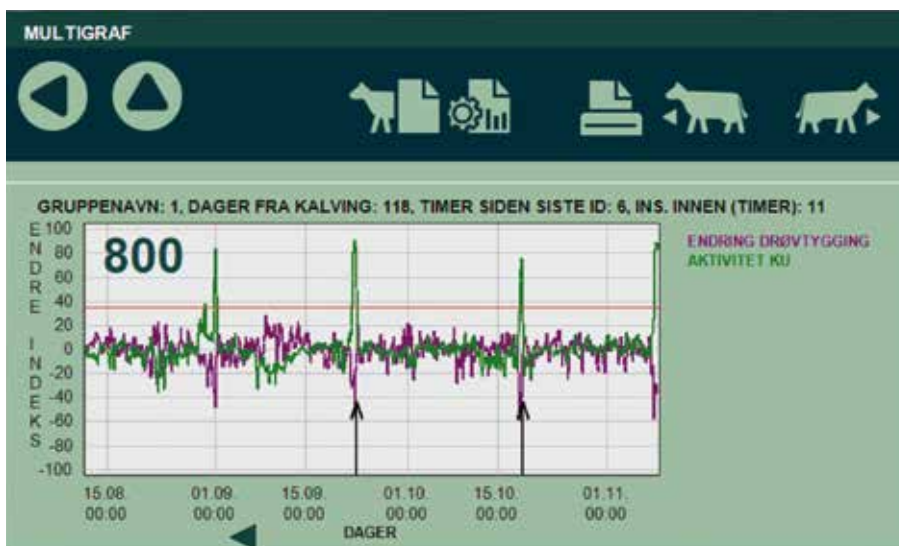 MULTIGRAF
GRUPPENAVN: 1, DAGER FRA KALVING: 118, TIMER SIDEN SISTE ID: 6, INS. INNEN (TIMER): 11
ENDRE INDEKS
100
80
60
40
20
0
-20
-40
-60
-80
-100
800
ENDRING DRØVTYGGING
AKTIVITET KU
15.08. 01.09. 15.09. 01.10. 15.10. 01.11.
00:00 00:00 00:00 00:00 00:00 00:00
DAGER